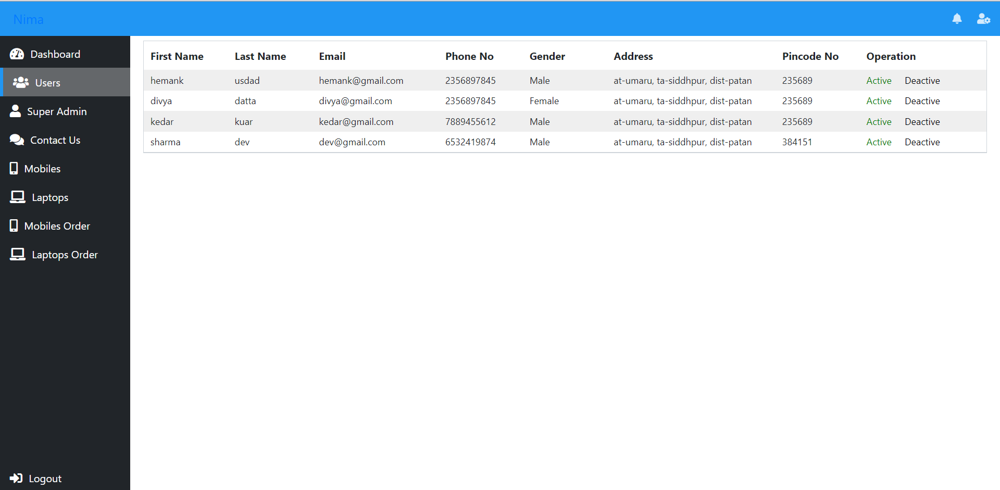 Nima
Dashboard
Users
Super Admin
Contact Us
Mobiles
Laptops
Mobiles Order
Laptops Order
Logout
First Name Last Name Email Phone No Gender Address Pincode No Operation
hemank usdad hemank@gmail.com 2356897845 Male at-umaru, ta-siddhpur, dist-patan 235689 Active Deactive
divya datta divya@gmail.com 2356897845 Female at-umaru, ta-siddhpur, dist-patan 235689 Active Deactive
kedar kuar kedar@gmail.com 7889455612 Male at-umaru, ta-siddhpur, dist-patan 235689 Active Deactive
sharma dev dev@gmail.com 6532419874 Male at-umaru, ta-siddhpur, dist-patan 384151 Active Deactive